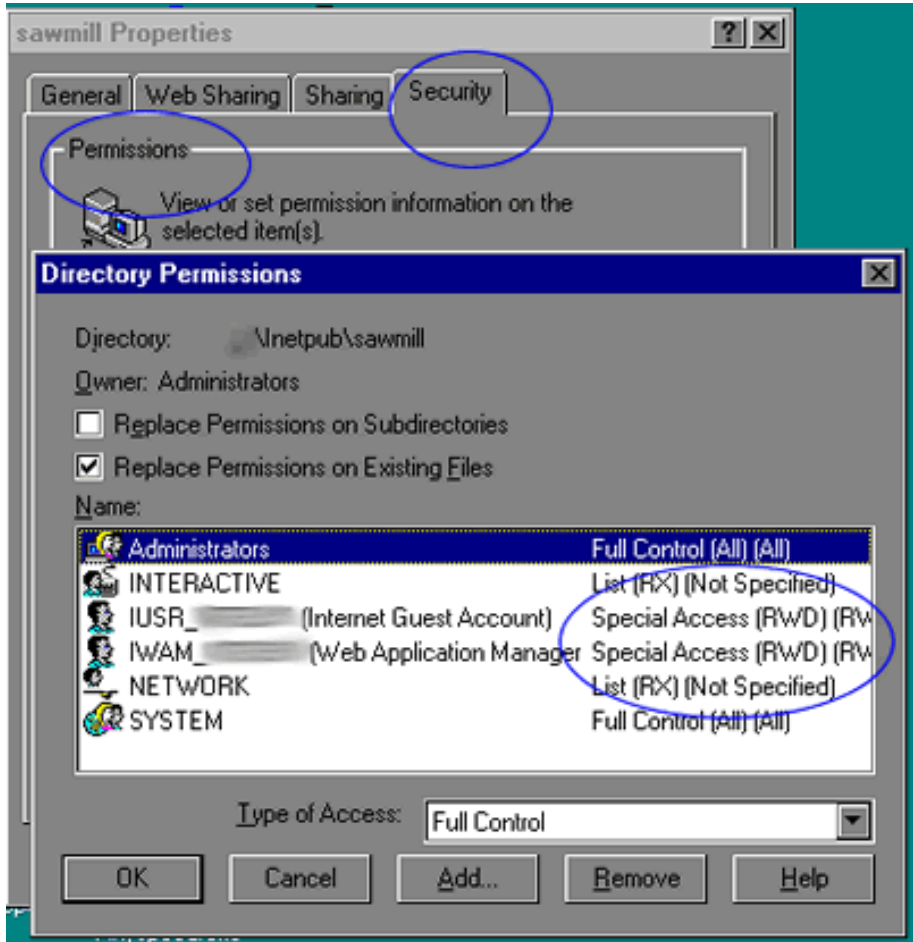 sawmill Properties
General Web Sharing Sharing Security
Permissions
View or set permission information on the
selected item(s).
Directory Permissions
Directory: \Inetpub\sawmill
Owner: Administrators
Replace Permissions on Subdirectories
Replace Permissions on Existing Files
Name:
Administrators Full Control (All) (All)
INTERACTIVE List (RX) (Not Specified)
IUSR_ (Internet Guest Account) Special Access (RWD) (RW
IWAM_ (Web Application Manager Special Access (RWD) (RW
NETWORK List (RX) (Not Specified)
SYSTEM Full Control (All) (All)
Type of Access: Full Control
OK Cancel Add... Remove Help